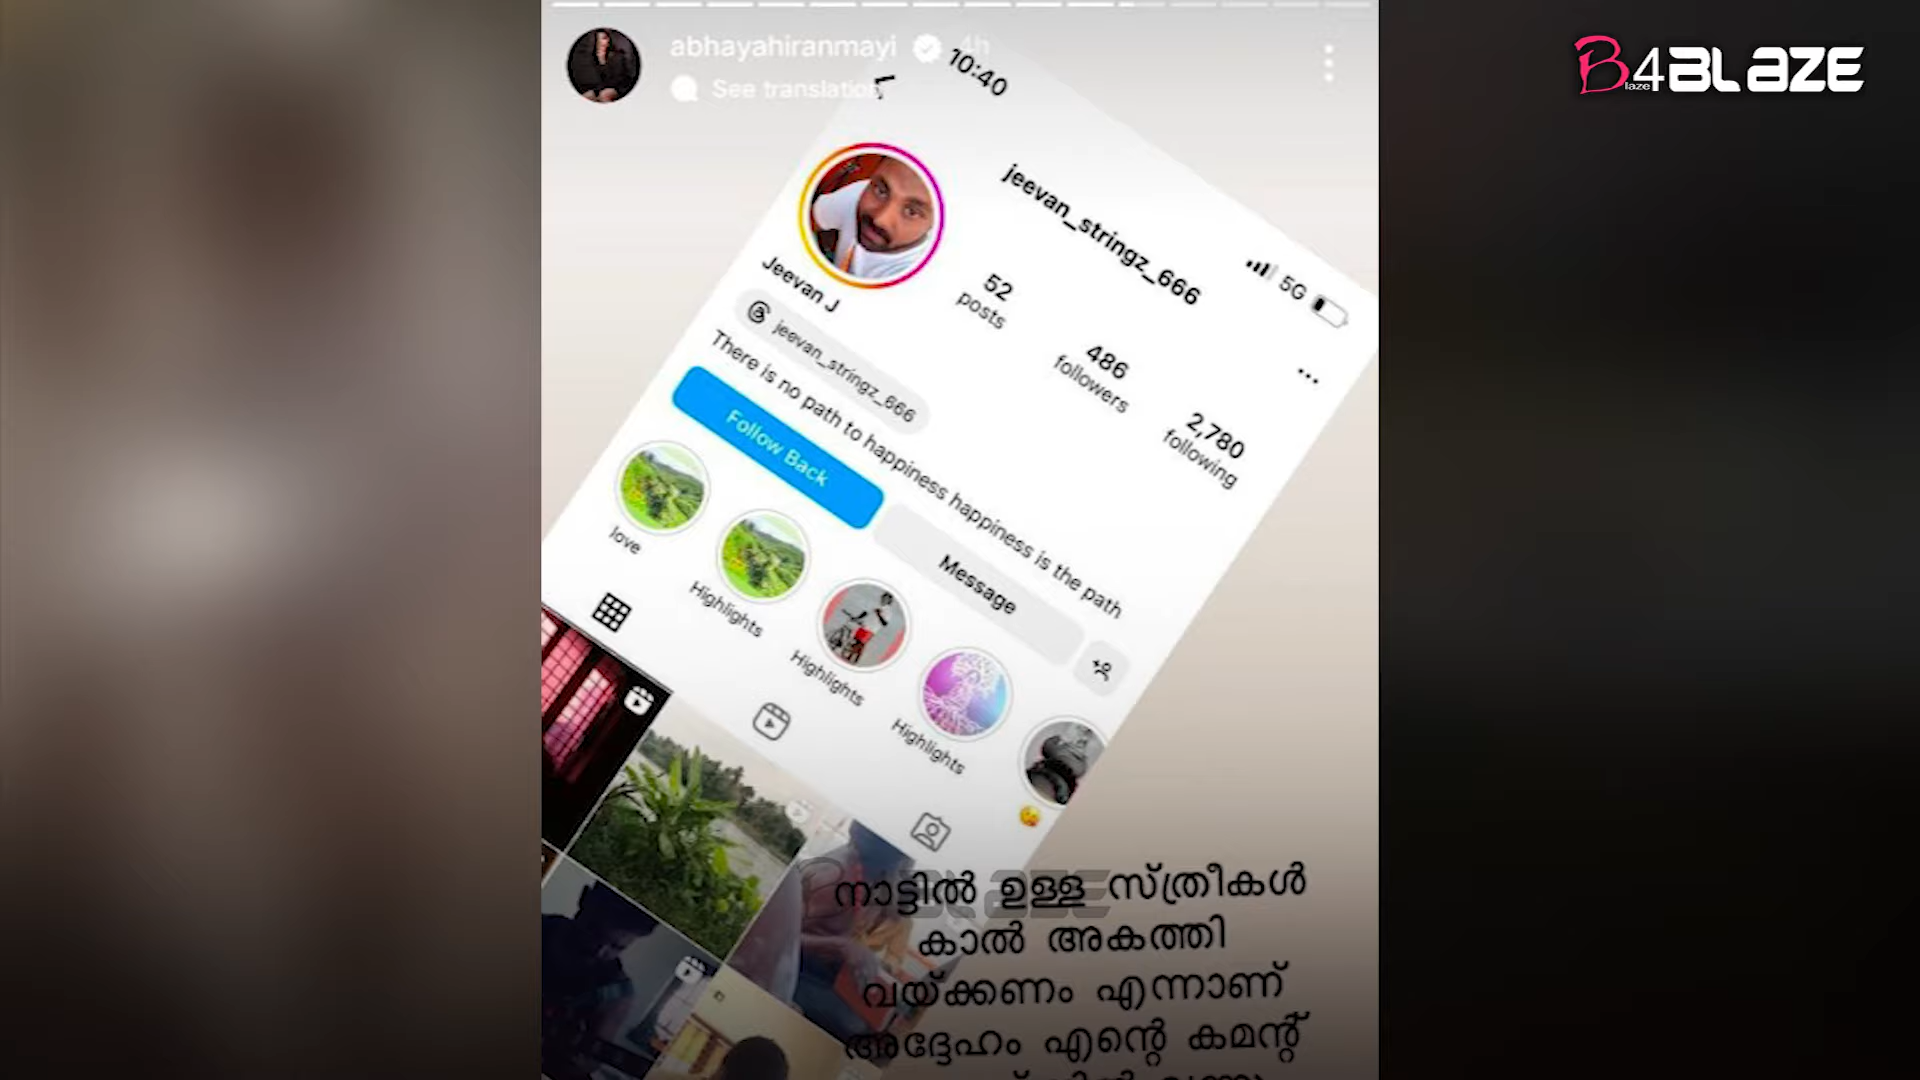 abhayahiranmayi 4h
See translation
B4BLAZE
laze
10:40
5G
jeevan_stringz_666
52
posts
486
followers
2,780
following
Jeevan J
jeevan_stringz_666
There is no path to happiness happiness is the path
Follow Back
Message
love
Highlights
Highlights
Highlights
നാട്ടിൽ ഉള്ള സ്ത്രീകൾ
കാൽ അകത്തി
വയ്ക്കണം എന്നാണ്
അദ്ദേഹം എന്റെ കമന്റ്